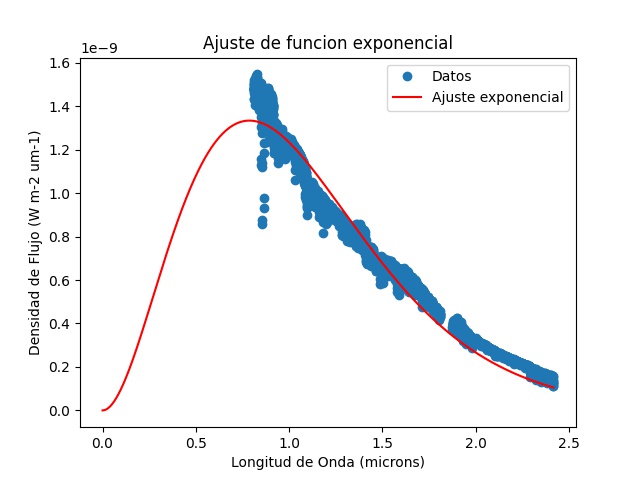 Ajuste de funcion exponencial
1e−9
Datos
Ajuste exponencial
1.6
1.4
1.2
1.0
0.8
0.6
0.4
0.2
0.0
Densidad de Flujo (W m-2 um-1)
0.0 0.5 1.0 1.5 2.0 2.5
Longitud de Onda (microns)